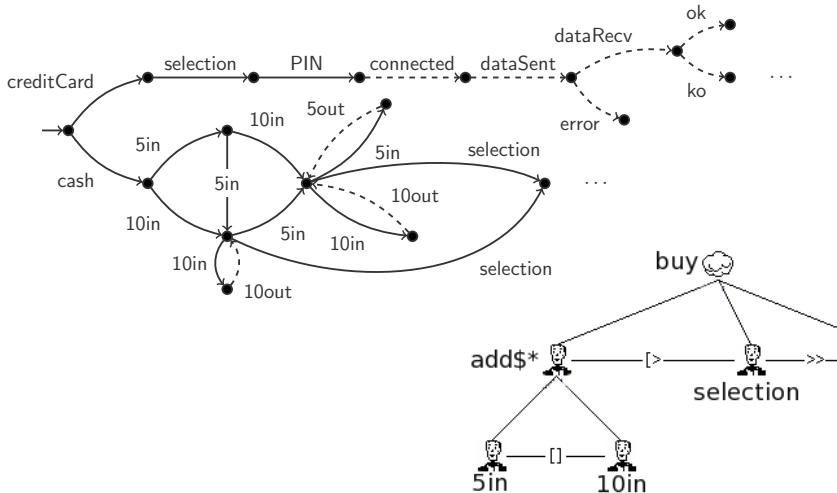 ok
dataRecv
creditCard
selection
PIN
connected
dataSent
ko
...
error
5out
10in
5in
5in
selection
cash
5in
10out
...
10in
5in
10in
10in
10out
selection
buy
add$*
[>
>>
selection
[]
5in
10in